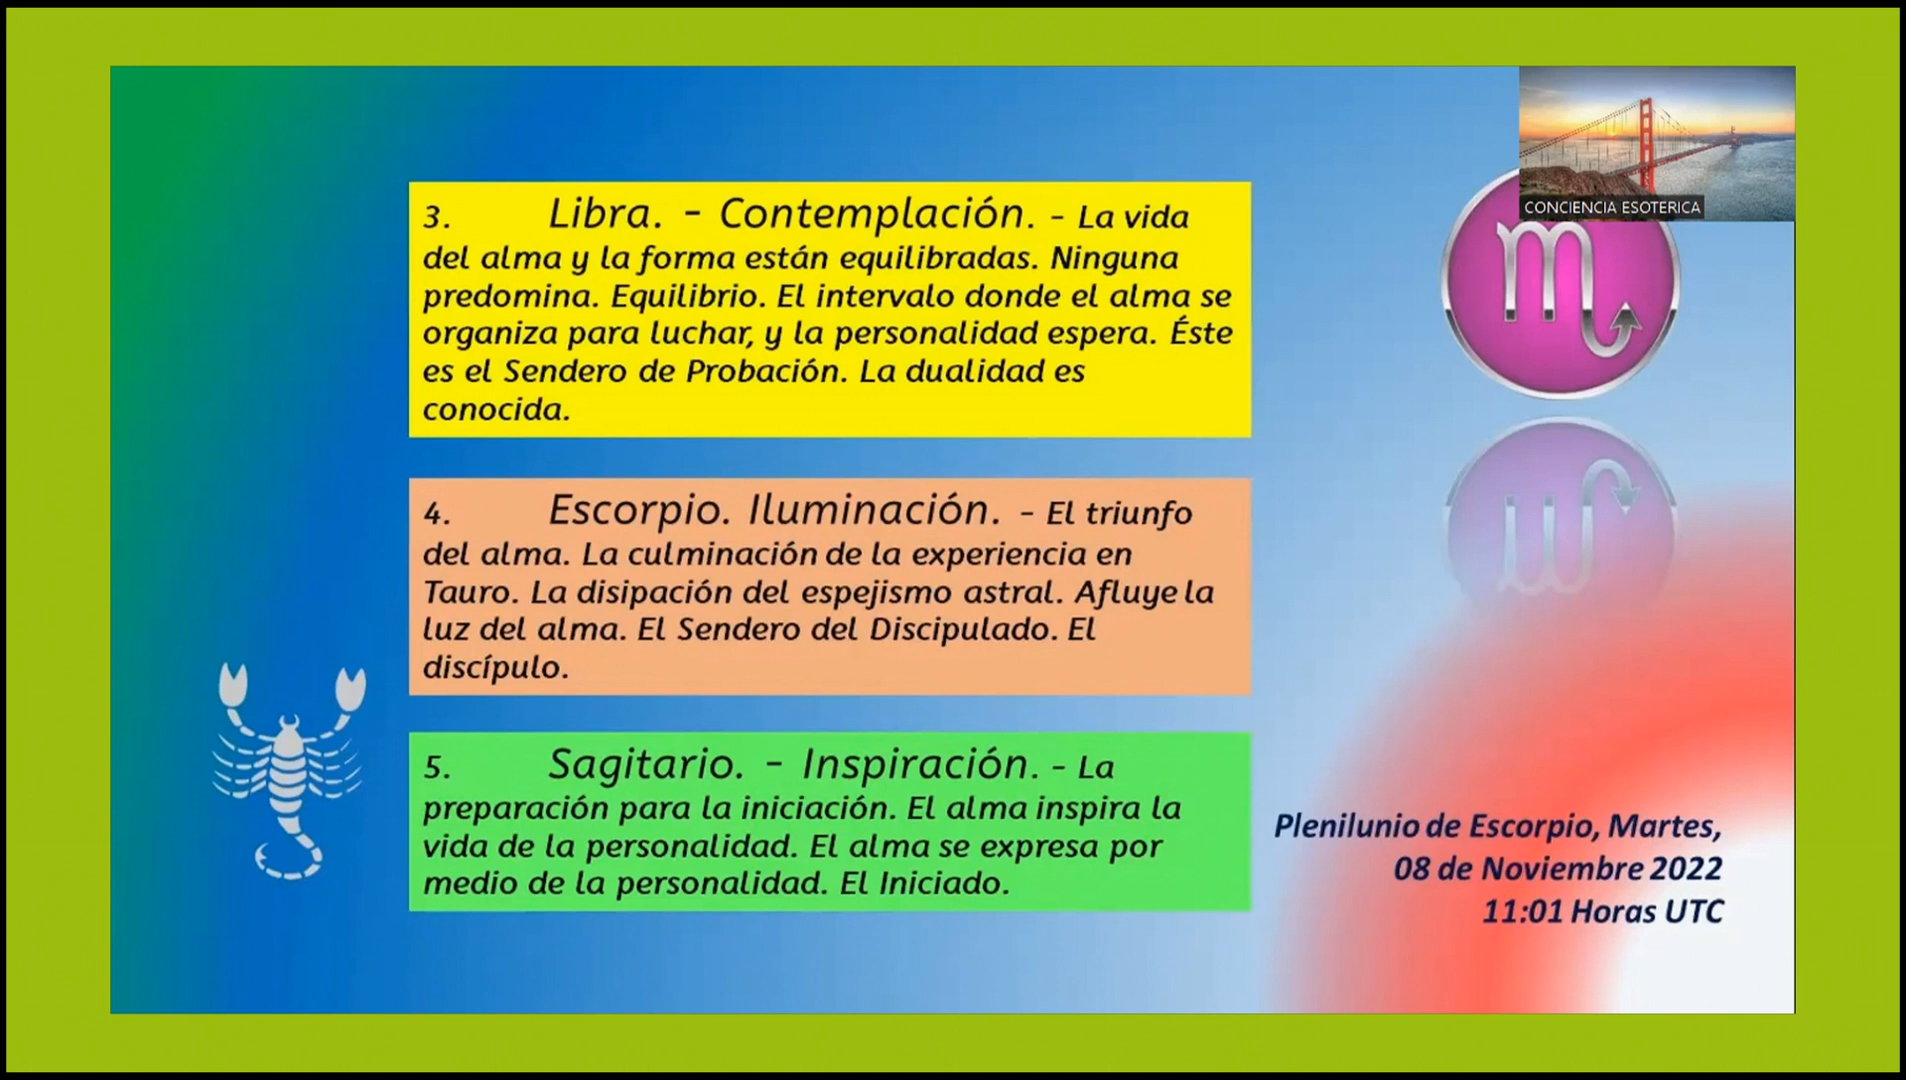 CONCIENCIA ESOTERICA
3. Libra. - Contemplación. - La vida
del alma y la forma están equilibradas. Ninguna
predomina. Equilibrio. El intervalo donde el alma se
organiza para luchar, y la personalidad espera. Éste
es el Sendero de Probación. La dualidad es
conocida.
4. Escorpio. Iluminación. - El triunfo
del alma. La culminación de la experiencia en
Tauro. La disipación del espejismo astral. Afluye la
luz del alma. El Sendero del Discipulado. El
discípulo.
5. Sagitario. - Inspiración. - La
preparación para la iniciación. El alma inspira la
vida de la personalidad. El alma se expresa por
medio de la personalidad. El Iniciado.
Plenilunio de Escorpio, Martes,
08 de Noviembre 2022
11:01 Horas UTC